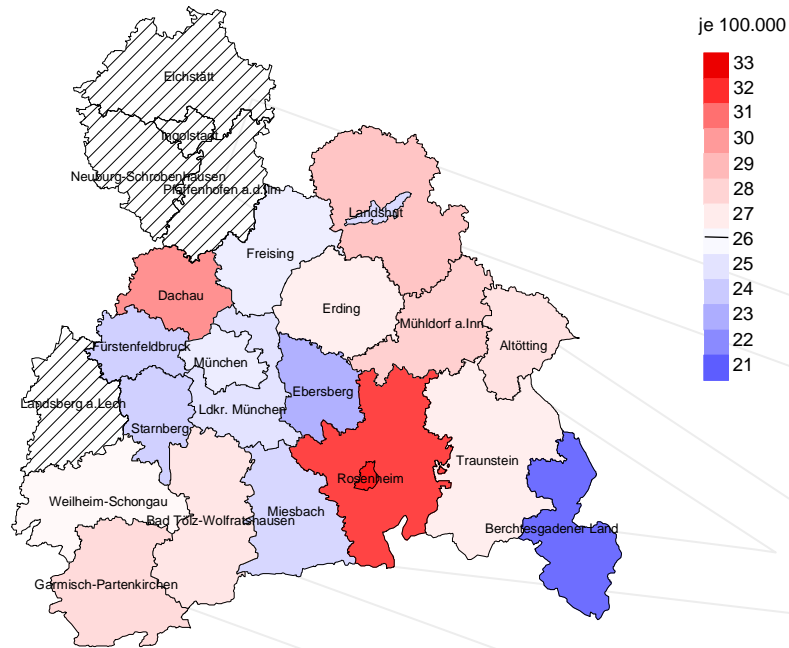 je 100.000
33
32
31
30
29
28
27
26
25
24
23
22
21
Eichstätt
Ingolstadt
Neuburg-Schrobenhausen
Pfaffenhofen a.d.Ilm
Landshut
Freising
Dachau
Erding
Mühldorf a.Inn
Altötting
Fürstenfeldbruck
München
Ebersberg
Landsberg a.Lech
Ldkr. München
Starnberg
Traunstein
Rosenheim
Weilheim-Schongau
Miesbach
Bad Tölz-Wolfratshausen
Berchtesgadener Land
Garmisch-Partenkirchen